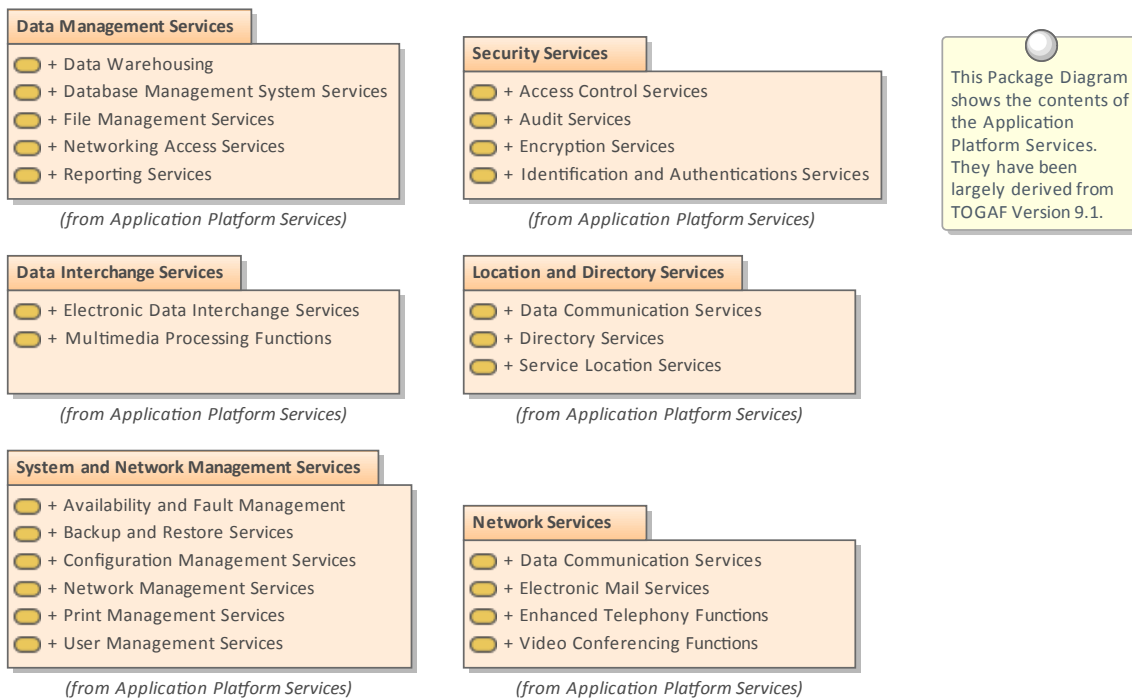 Data Management Services
+ Data Warehousing
+ Database Management System Services
+ File Management Services
+ Networking Access Services
+ Reporting Services
(from Application Platform Services)
Security Services
+ Access Control Services
+ Audit Services
+ Encryption Services
+ Identification and Authentications Services
(from Application Platform Services)
This Package Diagram
shows the contents of
the Application
Platform Services.
They have been
largely derived from
TOGAF Version 9.1.
Data Interchange Services
+ Electronic Data Interchange Services
+ Multimedia Processing Functions
(from Application Platform Services)
Location and Directory Services
+ Data Communication Services
+ Directory Services
+ Service Location Services
(from Application Platform Services)
System and Network Management Services
+ Availability and Fault Management
+ Backup and Restore Services
+ Configuration Management Services
+ Network Management Services
+ Print Management Services
+ User Management Services
(from Application Platform Services)
Network Services
+ Data Communication Services
+ Electronic Mail Services
+ Enhanced Telephony Functions
+ Video Conferencing Functions
(from Application Platform Services)